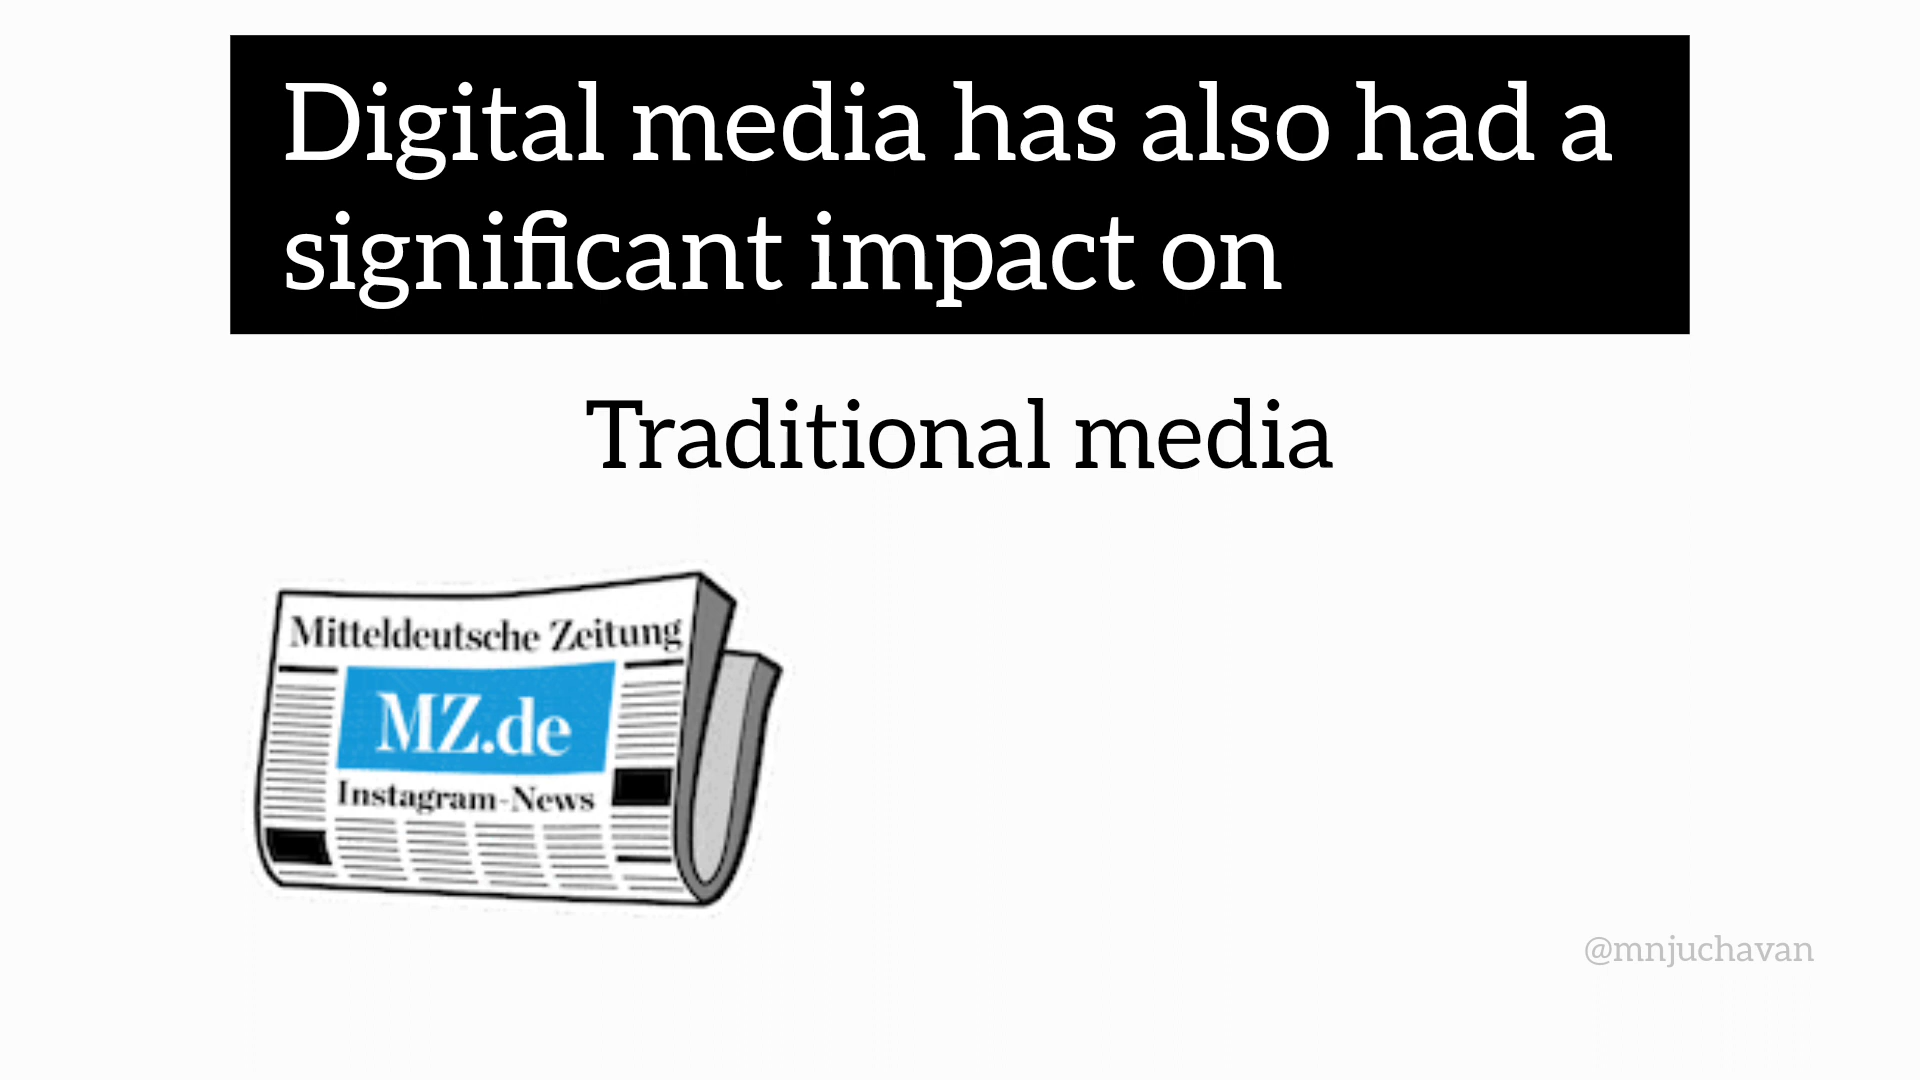 Digital media has also had a
significant impact on
Traditional media
Mitteldeutsche Zeitung
MZ.de
Instagram-News
@mnjuchavan